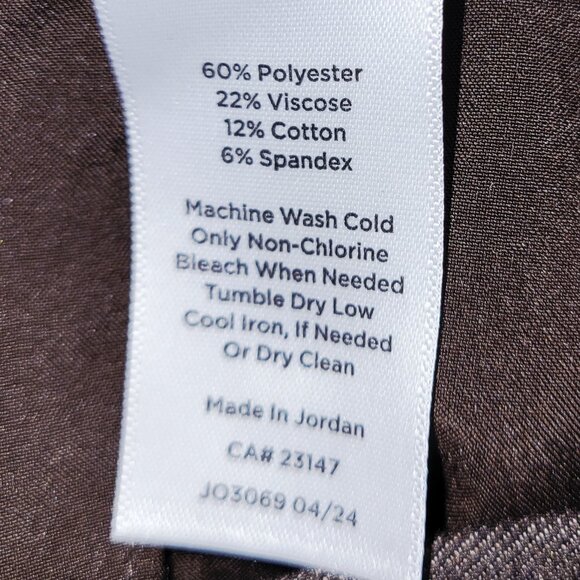 60% Polyester
22% Viscose
12% Cotton
6% Spandex
Machine Wash Cold
Only Non-Chlorine
Bleach When Needed
Tumble Dry Low
Cool Iron, If Needed
Or Dry Clean
Made In Jordan
CA# 23147
JO3069 04/24